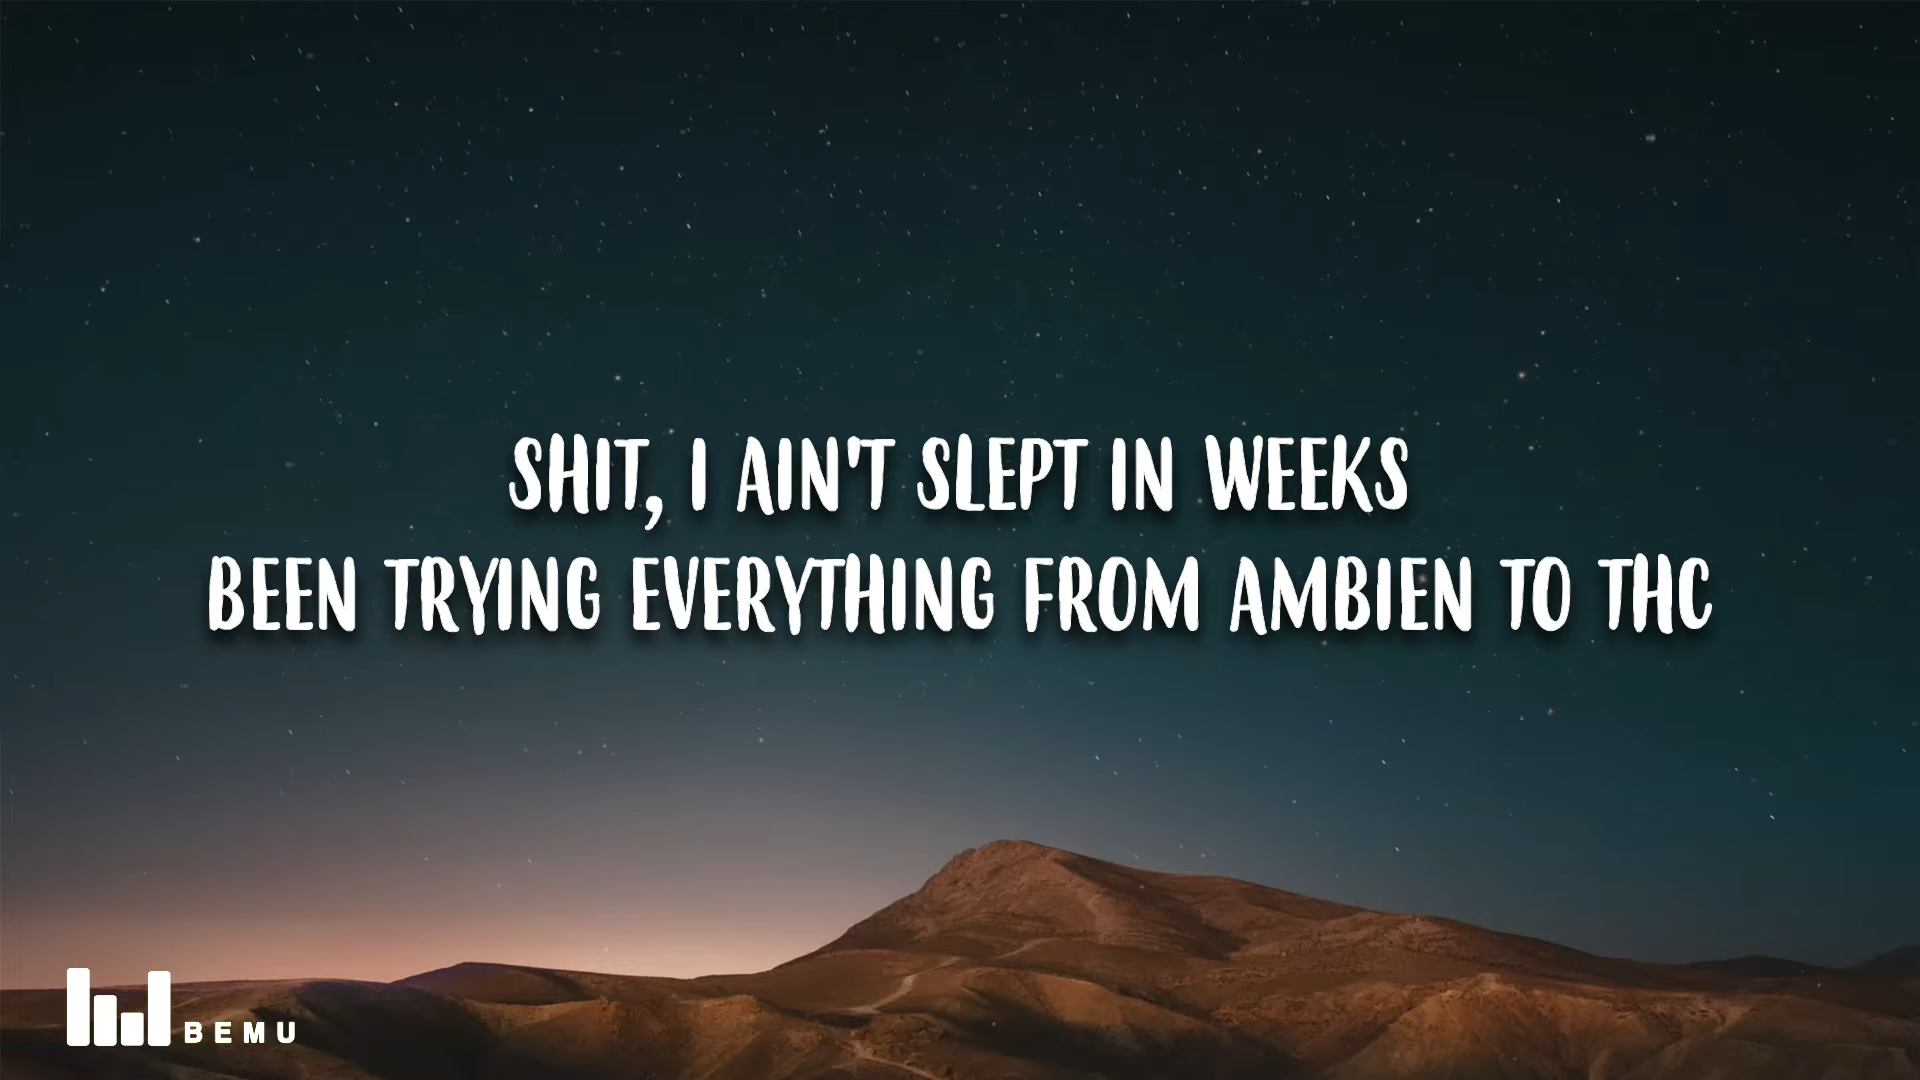 SHIT, I AIN'T SLEPT IN WEEKS
BEEN TRYING EVERYTHING FROM AMBIEN TO THC
BEMU